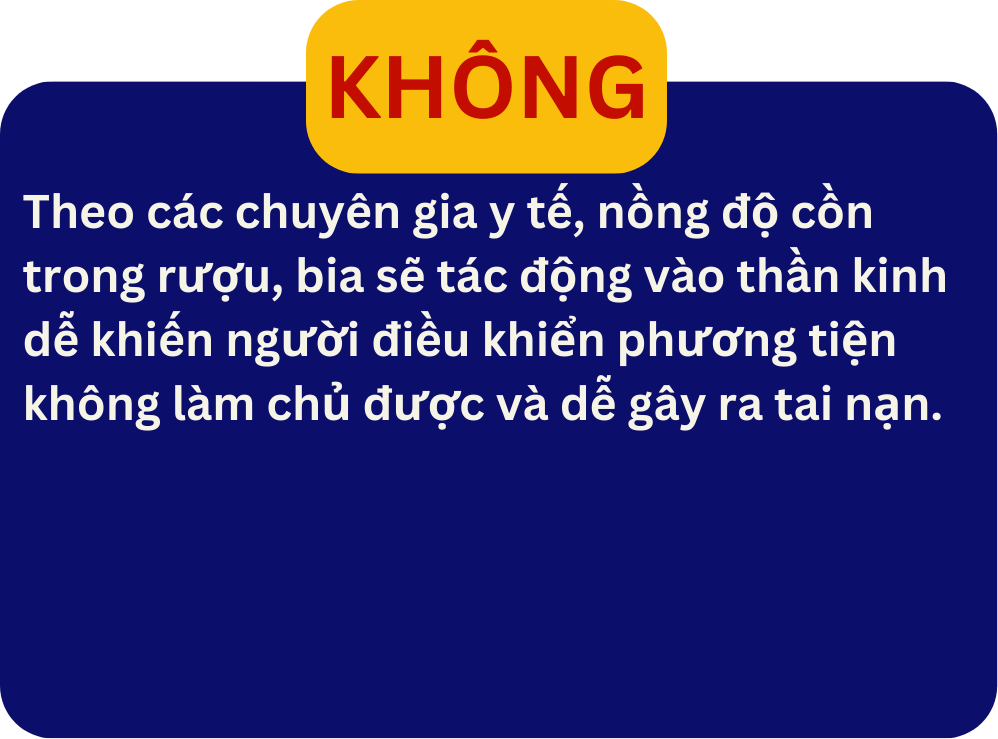 KHÔNG
Theo các chuyên gia y tế, nồng độ cồn
trong rượu, bia sẽ tác động vào thần kinh
dễ khiến người điều khiển phương tiện
không làm chủ được và dễ gây ra tai nạn.